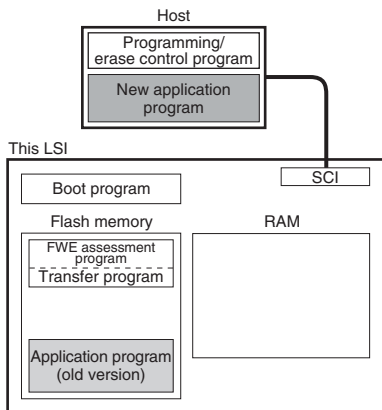 Host
Programming/
erase control program
New application
program
This LSI
SCI
Boot program
Flash memory
RAM
FWE assessment
program
Transfer program
Application program
(old version)